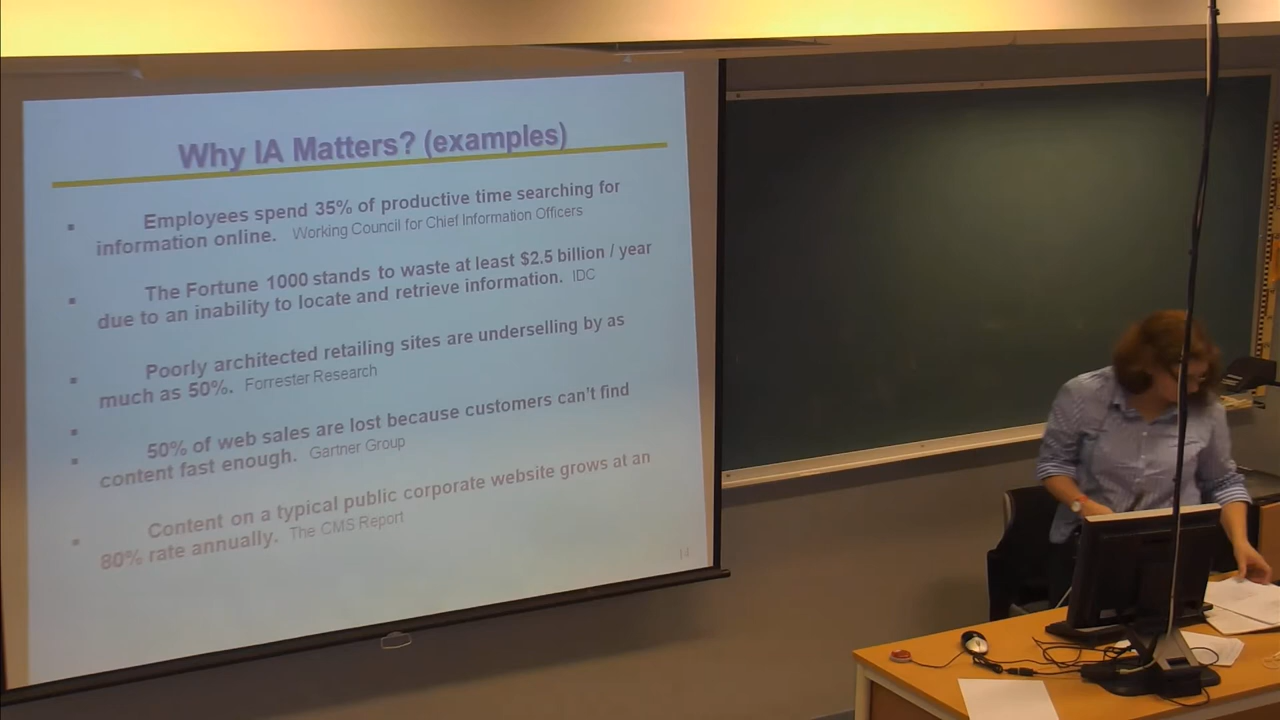 Why IA Matters? (examples)
Employees spend 35% of productive time searching for
information online. Working Council for Chief Information Officers
The Fortune 1000 stands to waste at least $2.5 billion / year
due to an inability to locate and retrieve information. IDC
Poorly architected retailing sites are underselling by as
much as 50%. Forrester Research
50% of web sales are lost because customers can't find
content fast enough. Gartner Group
Content on a typical public corporate website grows at an
80% rate annually. The CMS Report
14